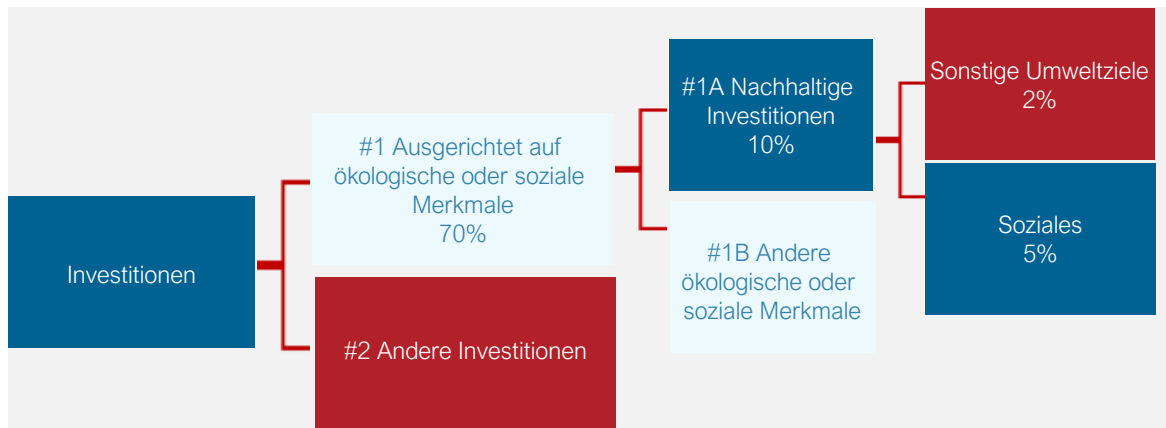 Investitionen
#1 Ausgerichtet auf
ökologische oder soziale
Merkmale
70%
#2 Andere Investitionen
#1A Nachhaltige
Investitionen
10%
#1B Andere
ökologische oder
soziale Merkmale
Sonstige Umweltziele
2%
Soziales
5%